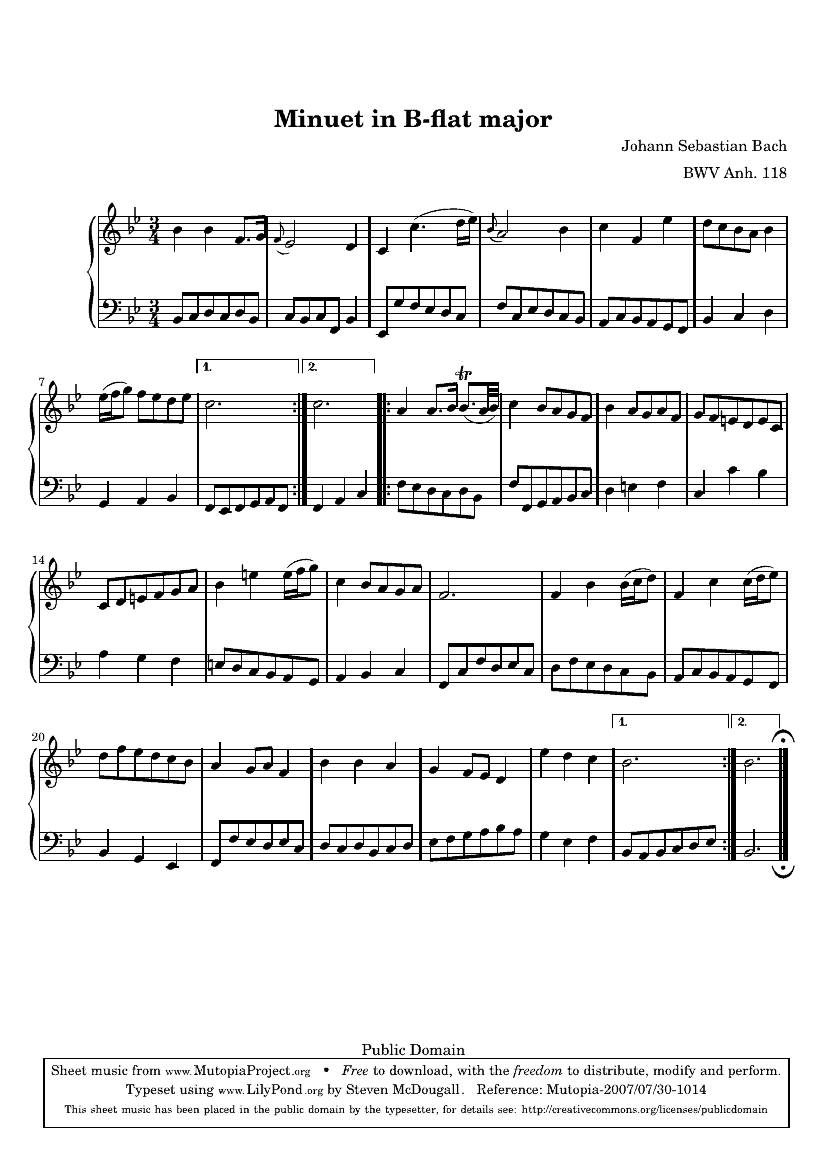 Minuet in B-flat major
Johann Sebastian Bach
BWV Anh. 118
3 4
3 4
7
1.
2.
tr
14
20
1.
2.
Public Domain
Sheet music from www.MutopiaProject.org • Free to download, with the freedom to distribute, modify and perform.
Typeset using www.LilyPond.org by Steven McDougall. Reference: Mutopia-2007/07/30-1014
This sheet music has been placed in the public domain by the typesetter, for details see: http://creativecommons.org/licenses/publicdomain